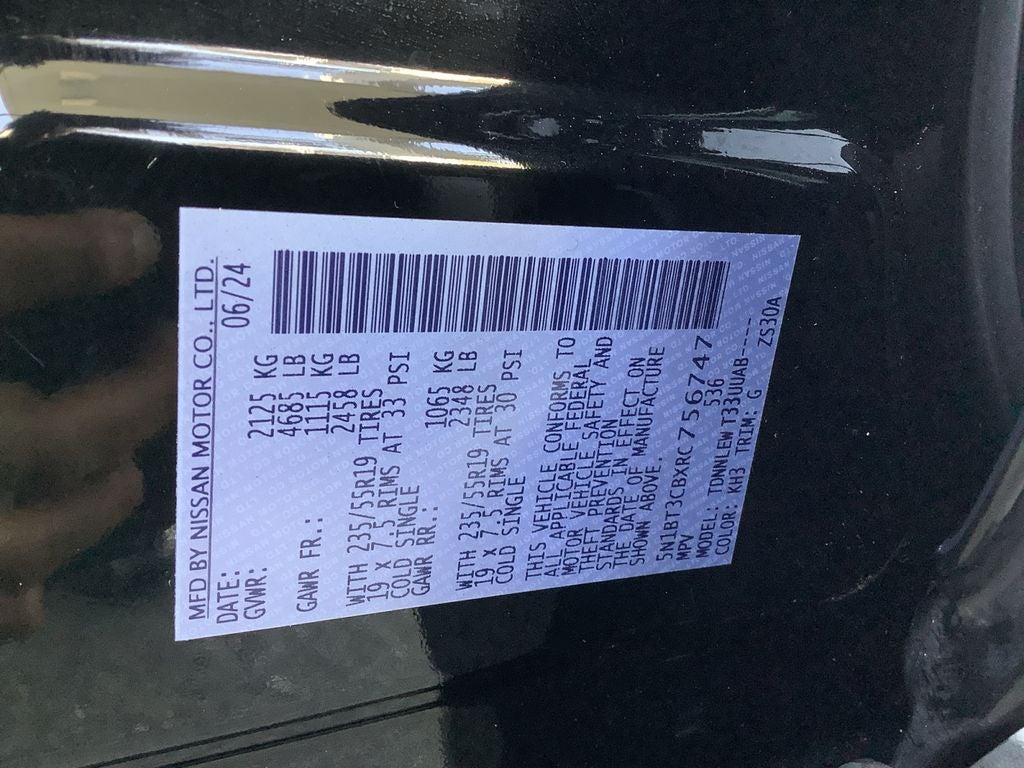 MFD BY NISSAN MOTOR CO., LTD.
DATE: 06/24
GVWR: 2125 KG
4685 LB
GAWR FR.: 1115 KG
2458 LB
WITH 235/55R19 TIRES
19 X 7.5 RIMS AT 33 PSI
COLD SINGLE
GAWR RR.: 1065 KG
2348 LB
WITH 235/55R19 TIRES
19 X 7.5 RIMS AT 30 PSI
COLD SINGLE
THIS VEHICLE CONFORMS TO
ALL APPLICABLE FEDERAL
MOTOR VEHICLE SAFETY AND
THEFT PREVENTION
STANDARDS IN EFFECT ON
THE DATE OF MANUFACTURE
SHOWN ABOVE.
5N1BT3CBXRC756747
MPV 536
MODEL: TDNNLEWT33UUAB----
COLOR: KH3 TRIM: G ZS30A